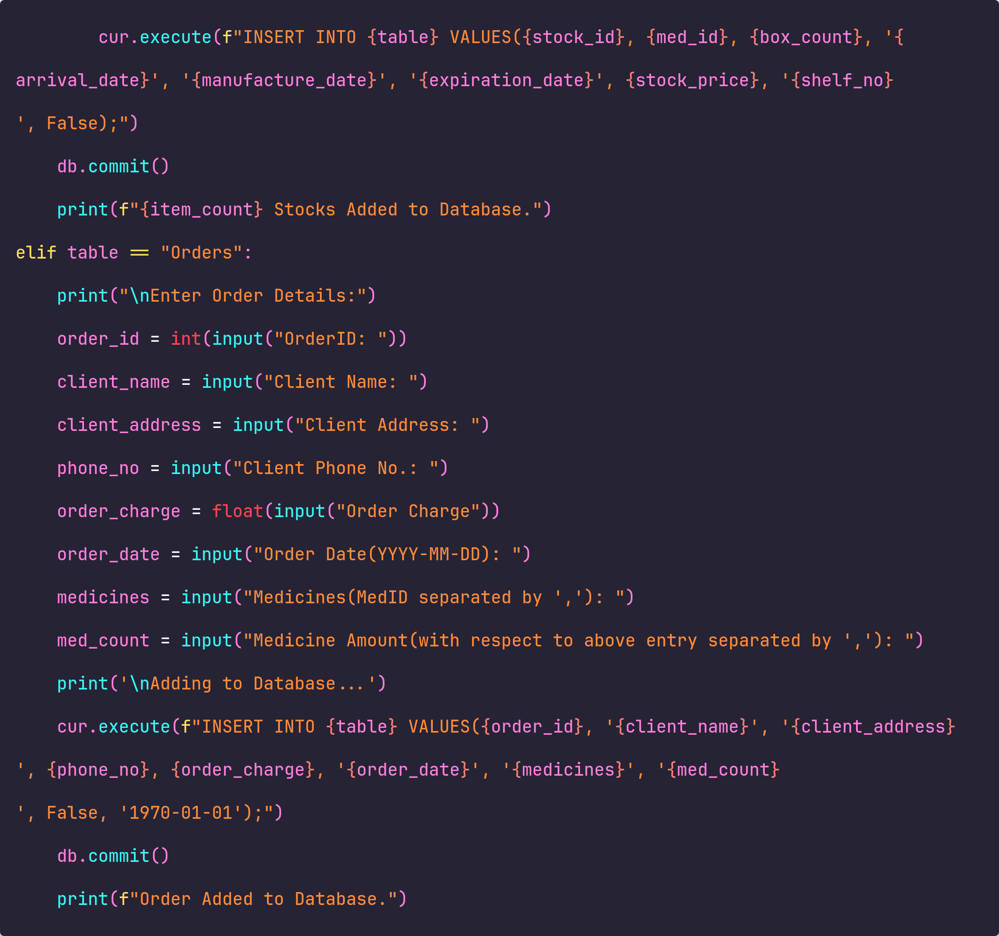 cur.execute(f"INSERT INTO {table} VALUES({stock_id}, {med_id}, {box_count}, '{
arrival_date}', '{manufacture_date}', '{expiration_date}', {stock_price}, '{shelf_no}
', False);")
    db.commit()
    print(f"{item_count} Stocks Added to Database.")
elif table == "Orders":
    print("\nEnter Order Details:")
    order_id = int(input("OrderID: "))
    client_name = input("Client Name: ")
    client_address = input("Client Address: ")
    phone_no = input("Client Phone No.: ")
    order_charge = float(input("Order Charge"))
    order_date = input("Order Date(YYYY-MM-DD): ")
    medicines = input("Medicines(MedID separated by ','): ")
    med_count = input("Medicine Amount(with respect to above entry separated by ','): ")
    print('\nAdding to Database...')
    cur.execute(f"INSERT INTO {table} VALUES({order_id}, '{client_name}', '{client_address}
', {phone_no}, {order_charge}, '{order_date}', '{medicines}', '{med_count}
', False, '1970-01-01');")
    db.commit()
    print(f"Order Added to Database.")